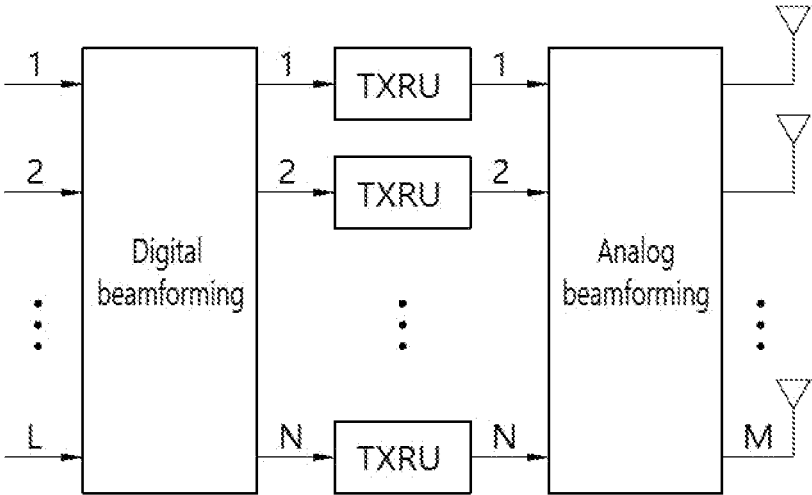 1 1 TXRU 1
2 2 TXRU 2
Digital
beamforming
Analog
beamforming
L N TXRU N M